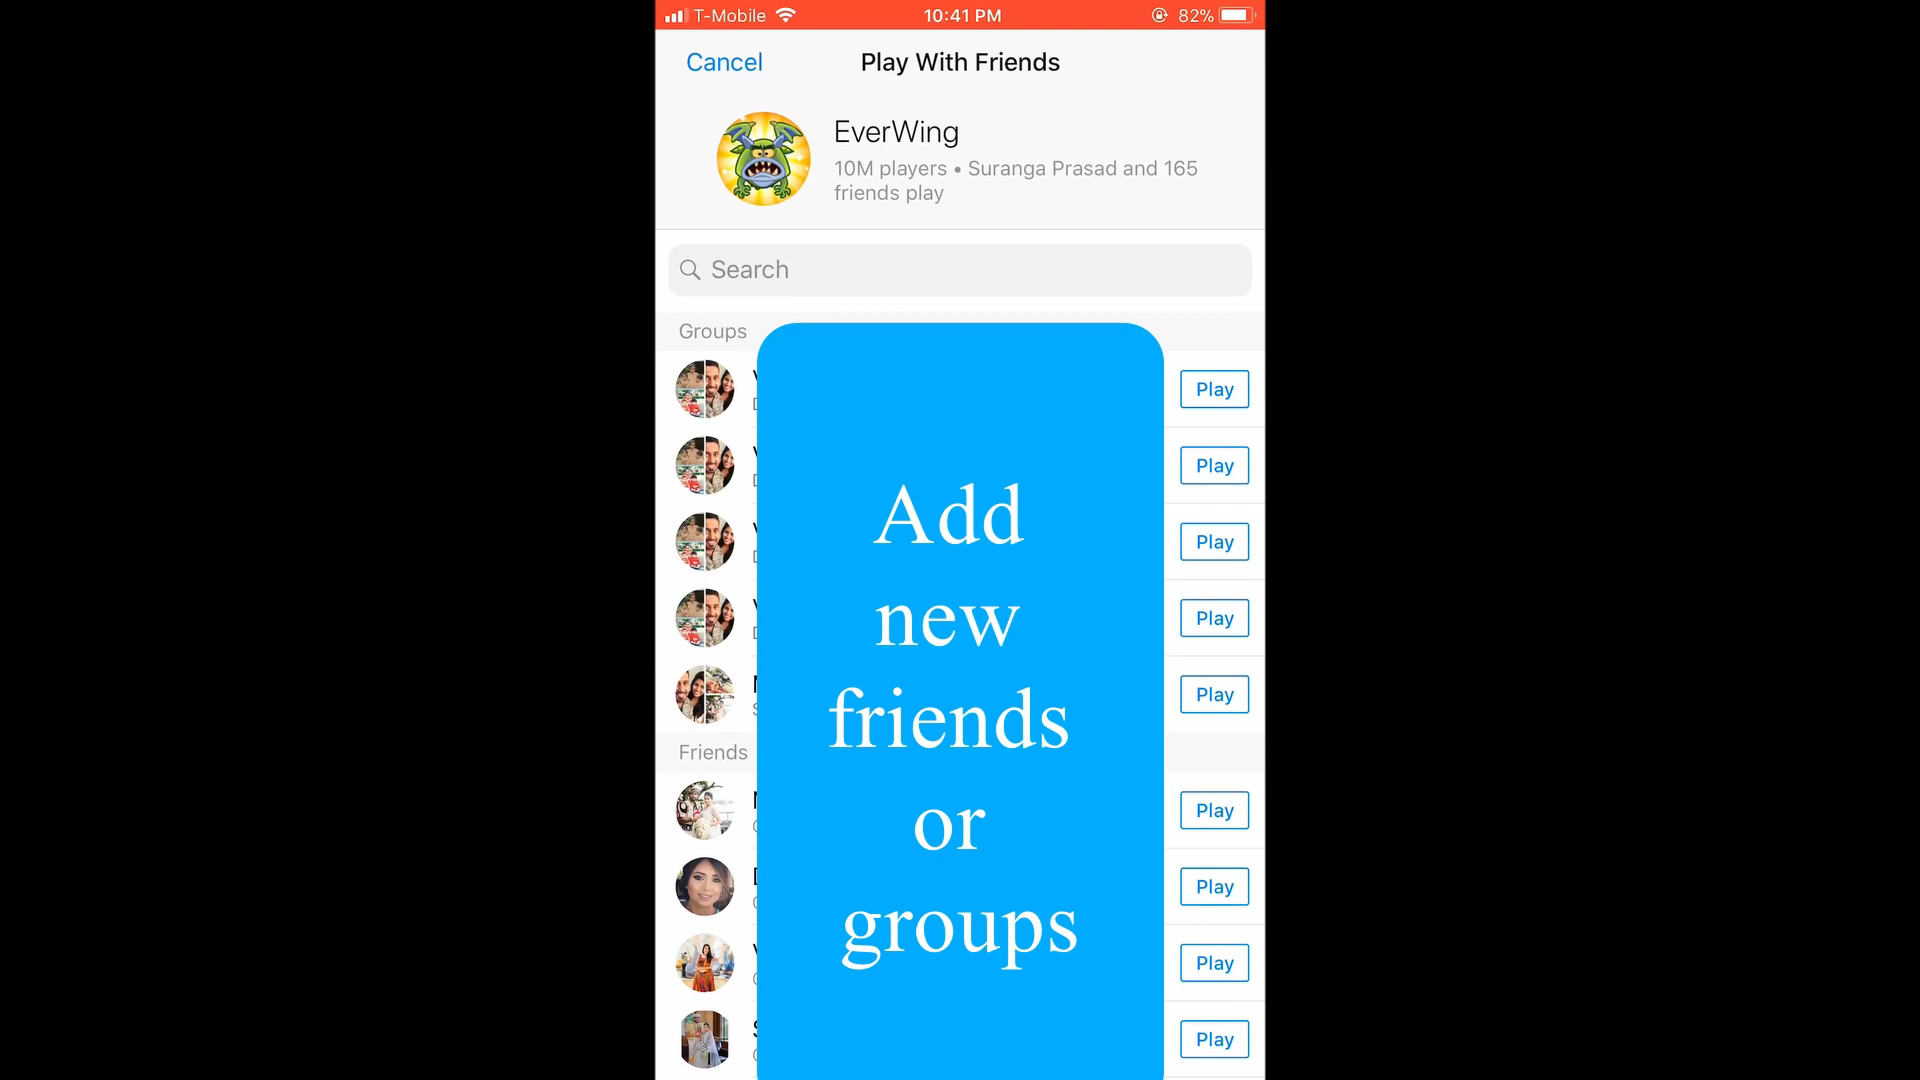 T-Mobile 10:41 PM 82%
Cancel Play With Friends
EverWing
10M players • Suranga Prasad and 165
friends play
Search
Groups
Play
Play
Play
Play
Play
Friends
Play
Play
Play
Play
Add
new
friends
or
groups